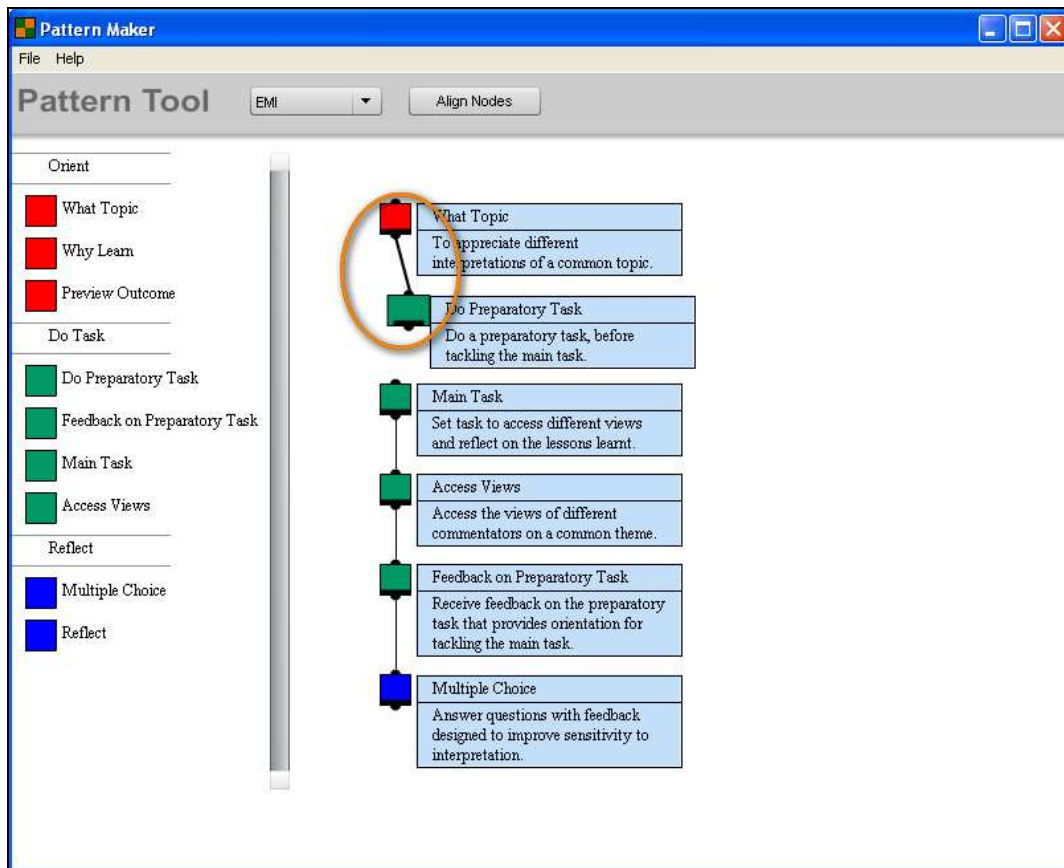 Pattern Maker
File Help
Pattern Tool
EMI
Align Nodes
Orient
What Topic
Why Learn
Preview Outcome
Do Task
Do Preparatory Task
Feedback on Preparatory Task
Main Task
Access Views
Reflect
Multiple Choice
Reflect
What Topic
To appreciate different
interpretations of a common topic.
Do Preparatory Task
Do a preparatory task, before
tackling the main task.
Main Task
Set task to access different views
and reflect on the lessons learnt.
Access Views
Access the views of different
commentators on a common theme.
Feedback on Preparatory Task
Receive feedback on the preparatory
task that provides orientation for
tackling the main task.
Multiple Choice
Answer questions with feedback
designed to improve sensitivity to
interpretation.